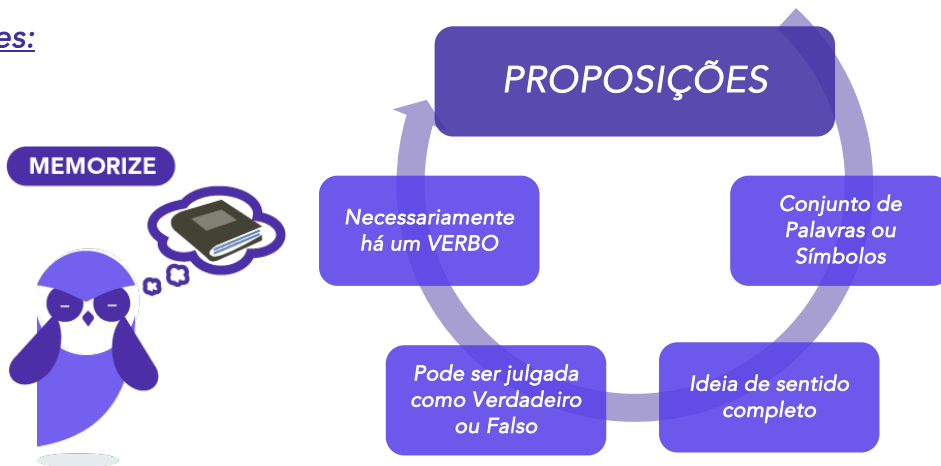 es:
PROPOSIÇÕES
MEMORIZE
Necessariamente
há um VERBO
Conjunto de
Palavras ou
Símbolos
Pode ser julgada
como Verdadeiro
ou Falso
Ideia de sentido
completo